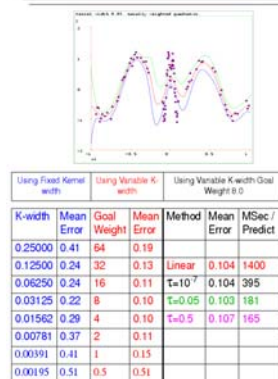 Using Fixed Kernel width
Using Variable K-width
Using Variable K-width Goal Weight 8.0
K-width Mean Error Goal Weight Mean Error Method Mean Error MSec / Predict
0.25000 0.41 64 0.19
0.12500 0.24 32 0.13 Linear 0.104 1400
0.06250 0.24 16 0.11 τ=10⁻⁷ 0.104 395
0.03125 0.22 8 0.10 τ=0.05 0.103 181
0.01562 0.29 4 0.10 τ=0.5 0.107 165
0.00781 0.37 2 0.11
0.00391 0.41 1 0.15
0.00195 0.51 0.5 0.51